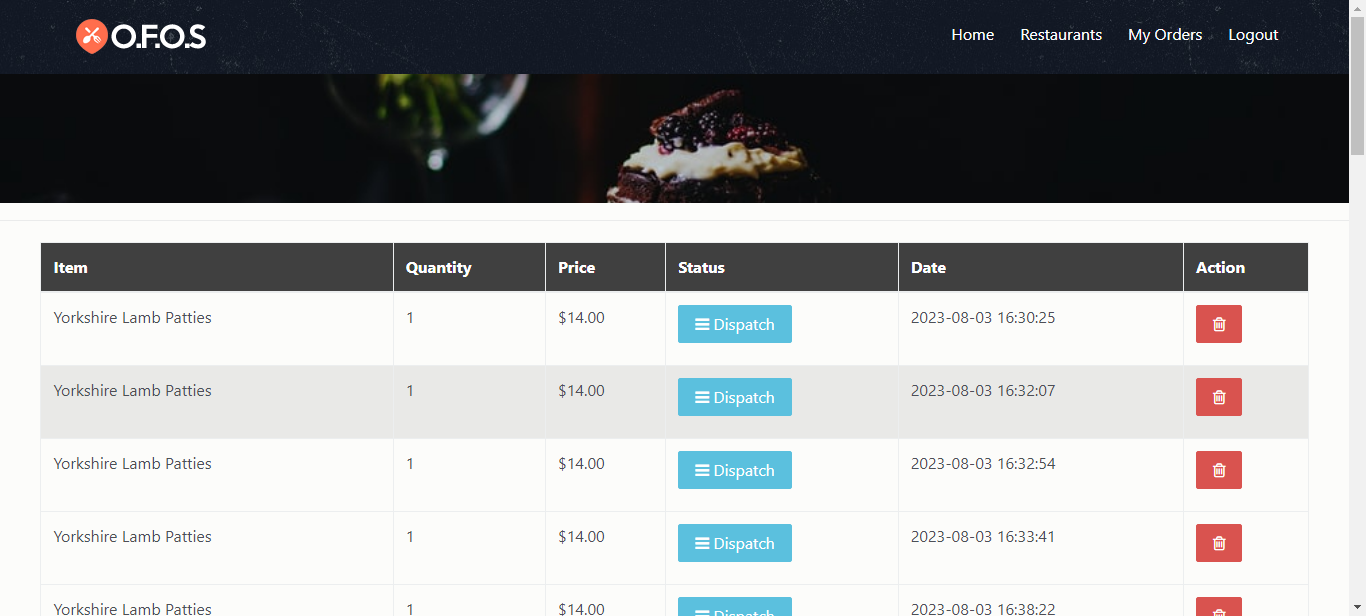 O.F.O.S
Home Restaurants My Orders Logout
Item Quantity Price Status Date Action
Yorkshire Lamb Patties 1 $14.00 Dispatch 2023-08-03 16:30:25
Yorkshire Lamb Patties 1 $14.00 Dispatch 2023-08-03 16:32:07
Yorkshire Lamb Patties 1 $14.00 Dispatch 2023-08-03 16:32:54
Yorkshire Lamb Patties 1 $14.00 Dispatch 2023-08-03 16:33:41
Yorkshire Lamb Patties 1 $14.00 Dispatch 2023-08-03 16:38:22